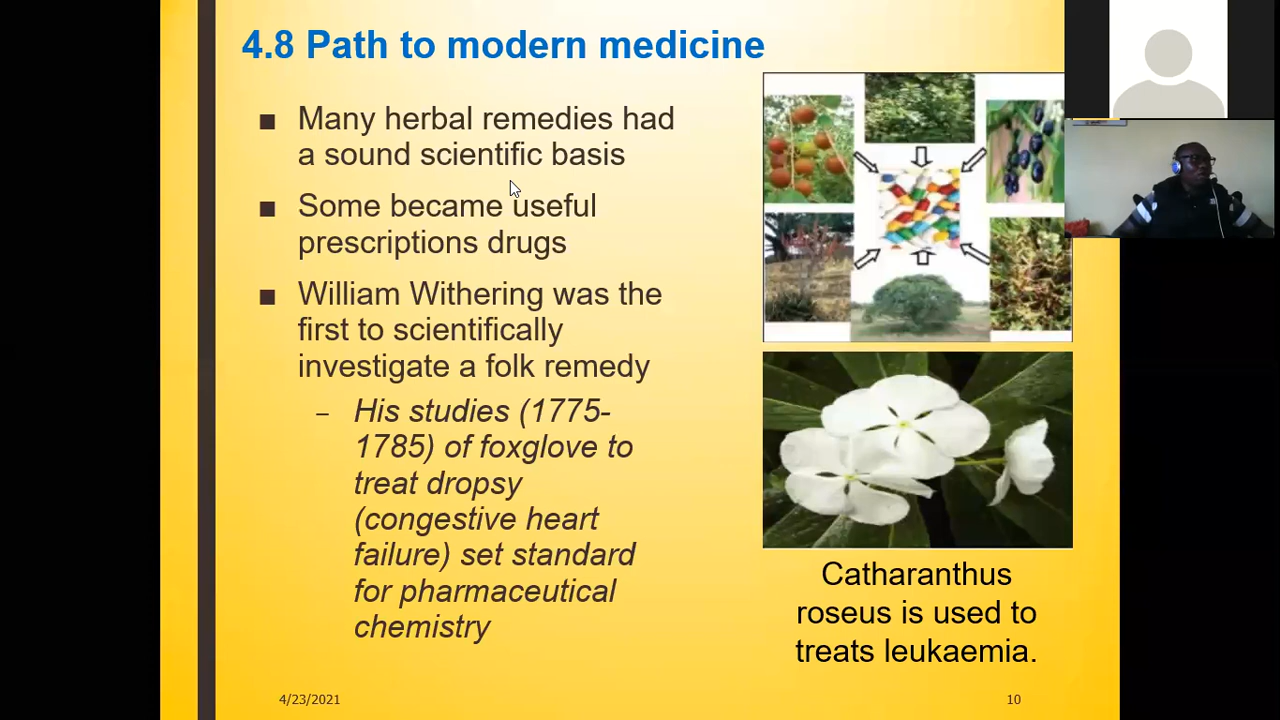 4.8 Path to modern medicine
■ Many herbal remedies had
a sound scientific basis
■ Some became useful
prescriptions drugs
■ William Withering was the
first to scientifically
investigate a folk remedy
– His studies (1775-
1785) of foxglove to
treat dropsy
(congestive heart
failure) set standard
for pharmaceutical
chemistry
Catharanthus
roseus is used to
treats leukaemia.
4/23/2021
10